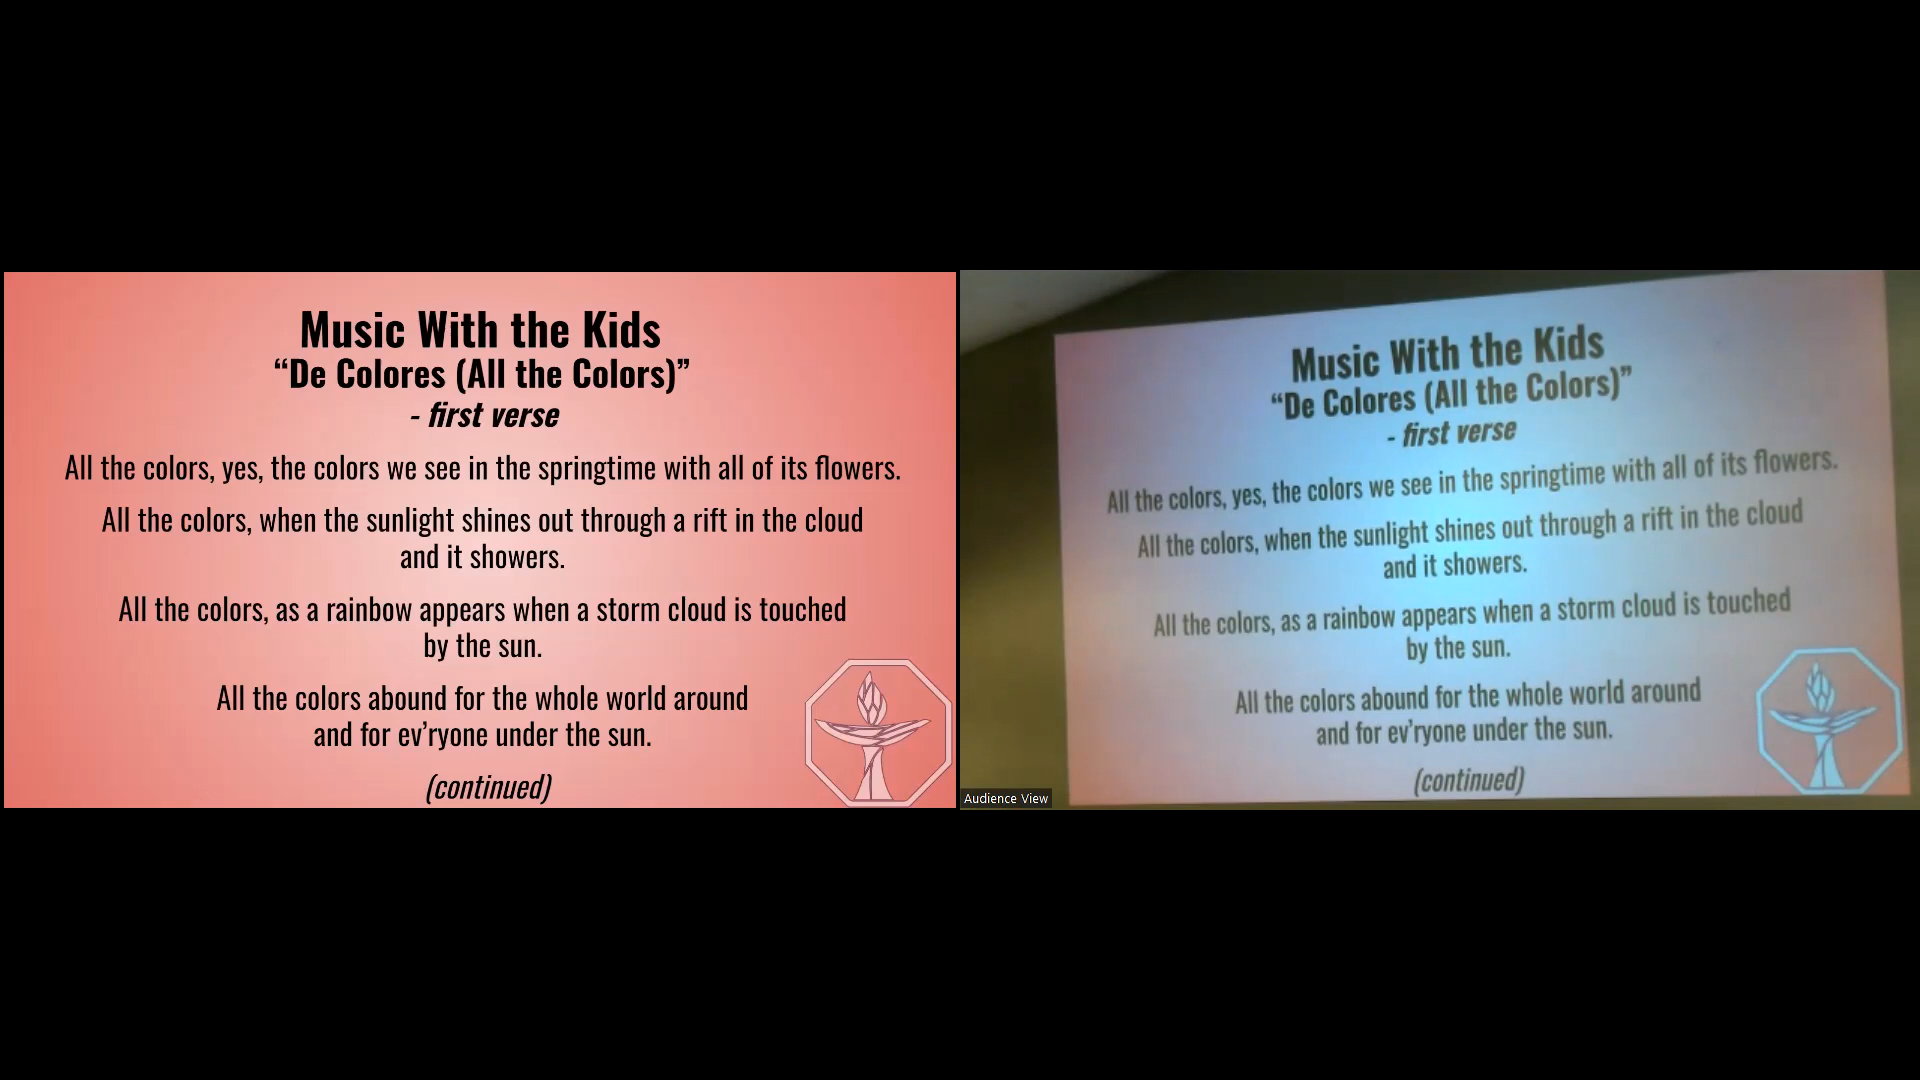 Music With the Kids
“De Colores (All the Colors)”
- first verse
All the colors, yes, the colors we see in the springtime with all of its flowers.
All the colors, when the sunlight shines out through a rift in the cloud
and it showers.
All the colors, as a rainbow appears when a storm cloud is touched
by the sun.
All the colors abound for the whole world around
and for ev’ryone under the sun.
(continued)
Music With the Kids
“De Colores (All the Colors)”
- first verse
All the colors, yes, the colors we see in the springtime with all of its flowers.
All the colors, when the sunlight shines out through a rift in the cloud
and it showers.
All the colors, as a rainbow appears when a storm cloud is touched
by the sun.
All the colors abound for the whole world around
and for ev’ryone under the sun.
(continued)
Audience View